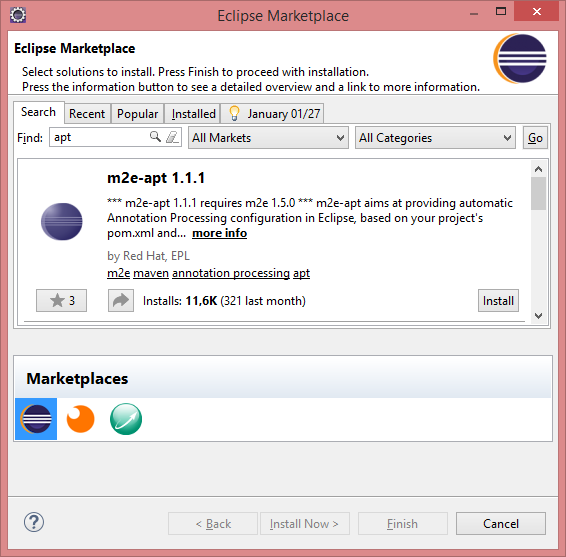 Eclipse Marketplace
Eclipse Marketplace
Select solutions to install. Press Finish to proceed with installation.
Press the information button to see a detailed overview and a link to more information.
Search Recent Popular Installed January 01/27
Find: apt All Markets All Categories Go
m2e-apt 1.1.1
*** m2e-apt 1.1.1 requires m2e 1.5.0 *** m2e-apt aims at providing automatic
Annotation Processing configuration in Eclipse, based on your project's
pom.xml and... more info
by Red Hat, EPL
m2e maven annotation processing apt
3 Installs: 11,6K (321 last month) Install
Marketplaces
? < Back Install Now > Finish Cancel